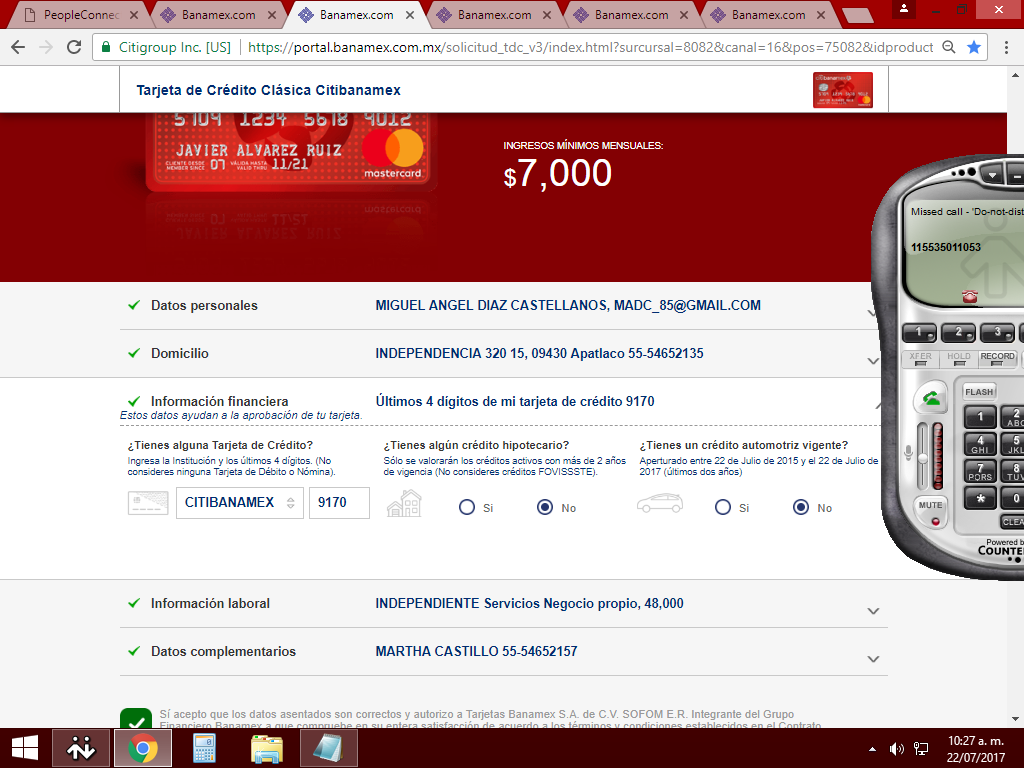 PeopleConnec
Banamex.com
Banamex.com
Banamex.com
Banamex.com
Banamex.com
Citigroup Inc. [US]
https://portal.banamex.com.mx/solicitud_tdc_v3/index.html?surcursal=8082&canal=16&pos=75082&idproduct
Tarjeta de Crédito Clásica Citibanamex
5104 1234 5678 9012
JAVIER ALVAREZ RUIZ
CLIENTE DESDE MEMBER SINCE 07 VÁLIDA HASTA VALID THRU 11/21
mastercard
INGRESOS MÍNIMOS MENSUALES:
$7,000
Missed call - 'Do-not-dist
115535011053
Datos personales MIGUEL ANGEL DIAZ CASTELLANOS, MADC_85@GMAIL.COM
Domicilio INDEPENDENCIA 320 15, 09430 Apatlaco 55-54652135
Información financiera Últimos 4 dígitos de mi tarjeta de crédito 9170
Estos datos ayudan a la aprobación de tu tarjeta.
¿Tienes alguna Tarjeta de Crédito?
Ingresa la Institución y los últimos 4 dígitos. (No
consideres ninguna Tarjeta de Débito o Nómina).
CITIBANAMEX 9170
¿Tienes algún crédito hipotecario?
Sólo se valorarán los créditos activos con más de 2 años
de vigencia (No consideres créditos FOVISSSTE).
Si No
¿Tienes un crédito automotriz vigente?
Aperturado entre 22 de Julio de 2015 y el 22 de Julio de
2017 (últimos dos años)
Si No
Información laboral INDEPENDIENTE Servicios Negocio propio, 48,000
Datos complementarios MARTHA CASTILLO 55-54652157
Sí acepto que los datos asentados son correctos y autorizo a Tarjetas Banamex S.A. de C.V. SOFOM E.R. Integrante del Grupo
Financiero Banamex a que compruebe en su entera satisfacción de acuerdo a los términos y condiciones establecidos en el Contrato
1 2 3
XFER HOLD RECORD
FLASH
1 2 ABC
4 GHI 5 JKL
7 PQRS 8 TUV
* 0
MUTE
CLEA
Powered b
COUNTE
10:27 a. m.
22/07/2017